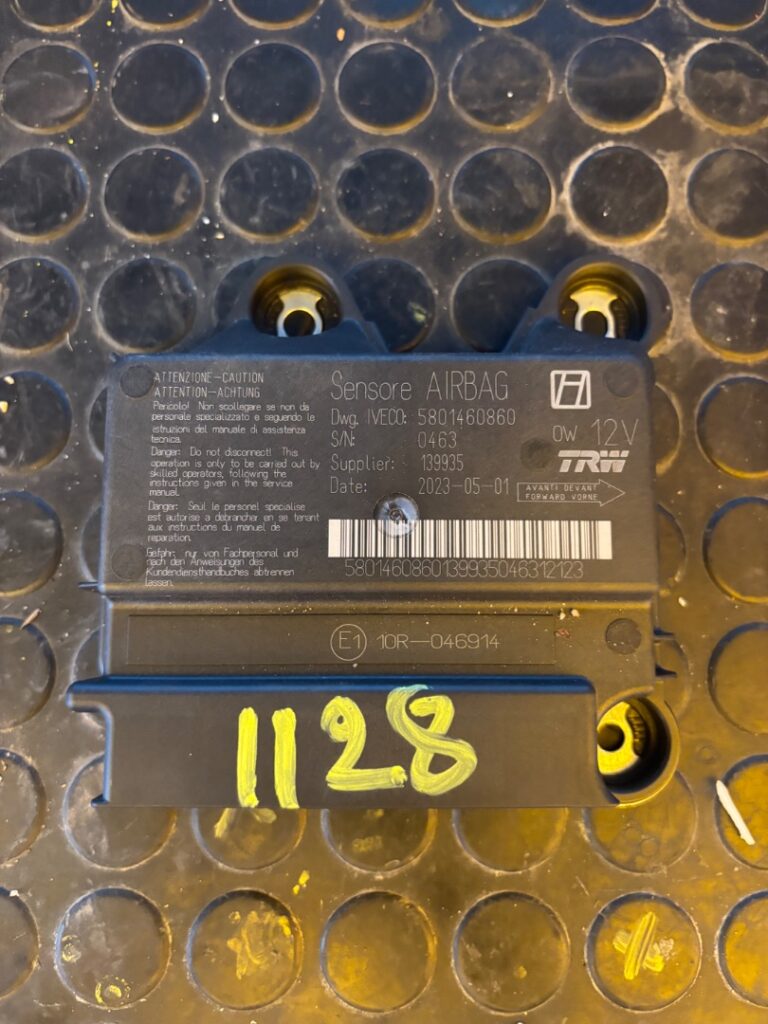 ATTENZIONE-CAUTION
ATTENTION-ACHTUNG
Pericolo! Non scollegare se non da
personale specializzato e seguendo le
istruzioni del manuale di assistenza
tecnica.
Danger: Do not disconnect! This
operation is only to be carried out by
skilled operators, following the
instructions given in the service
manual.
Danger: Seul le personel specialise
est autorise a debrancher en se tenant
aux instructions du manuel de
reparation.
Gefahr: nur von Fachpersonal und
nach den Anweisungen des
Kundendiensthandbuches abtrennen
lassen.
Sensore AIRBAG
Dwg. IVECO: 5801460860
S/N: 0463
Supplier: 139935
Date: 2023-05-01
0W 12V
TRW
AVANTI DEVANT
FORWARD VORNE
5801460860139935046312123
E1 10R-046914
1128